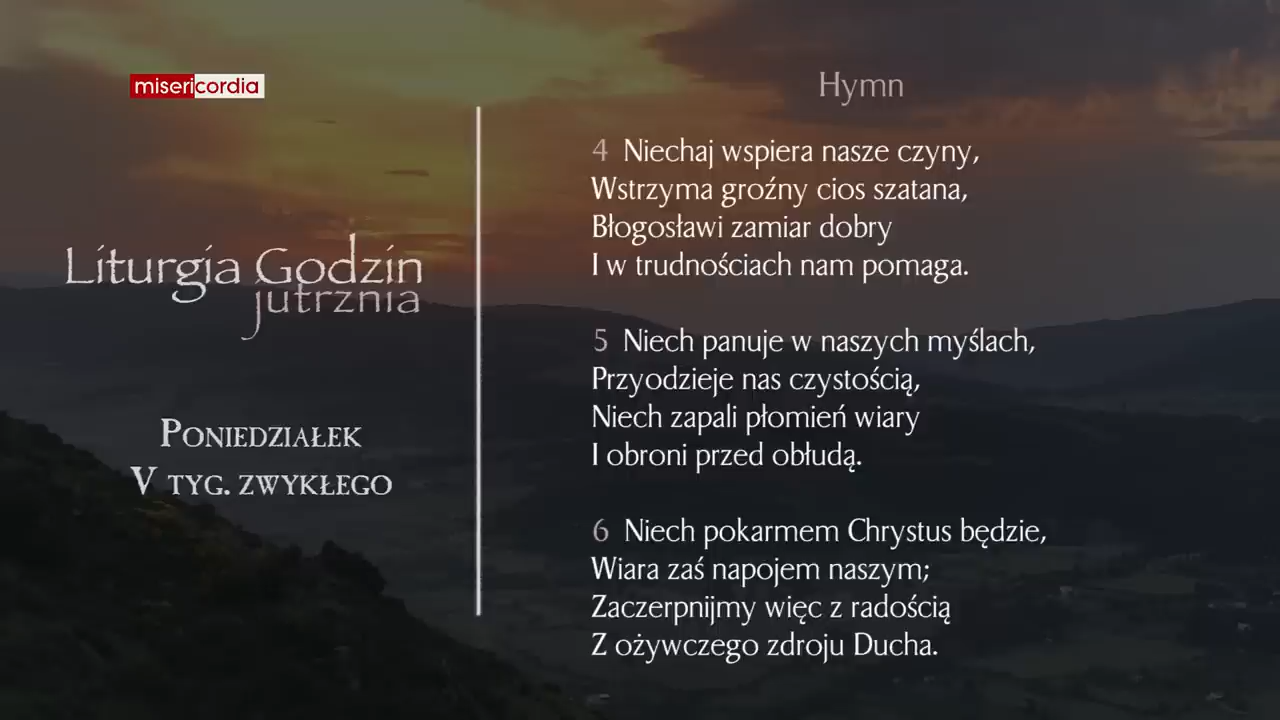 misericordia
Liturgia Godzin
jutrznia
Poniedziałek
V tyg. zwykłego
Hymn
4 Niechaj wspiera nasze czyny,
Wstrzyma groźny cios szatana,
Błogosławi zamiar dobry
I w trudnościach nam pomaga.
5 Niech panuje w naszych myślach,
Przyodzieje nas czystością,
Niech zapali płomień wiary
I obroni przed obłudą.
6 Niech pokarmem Chrystus będzie,
Wiara zaś napojem naszym;
Zaczerpnijmy więc z radością
Z ożywczego zdroju Ducha.